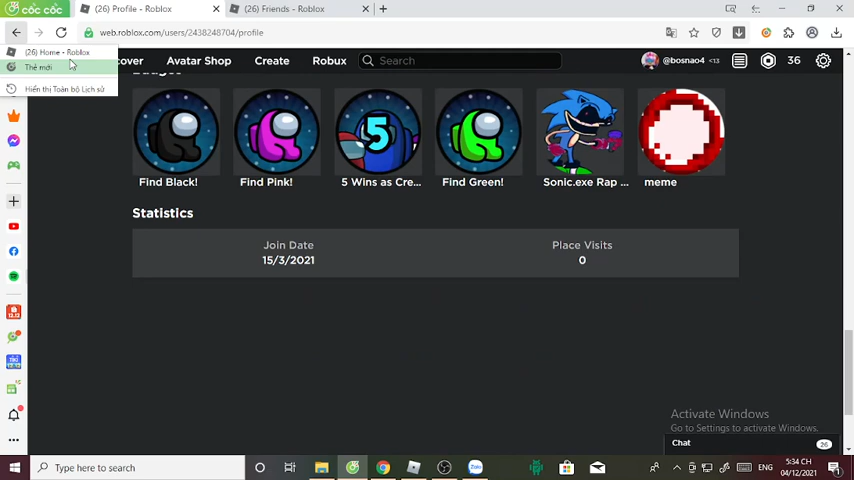 cốc cốc
(26) Profile - Roblox
(26) Friends - Roblox
web.roblox.com/users/2438248704/profile
(26) Home - Roblox
Thẻ mới
Hiển thị Toàn bộ Lịch sử
cover
Avatar Shop
Create
Robux
Search
@bosnao4
36
Badges
5
Find Black!
Find Pink!
5 Wins as Cre...
Find Green!
Sonic.exe Rap ...
meme
Statistics
Join Date
Place Visits
15/3/2021
0
Activate Windows
Go to Settings to activate Windows.
Chat
26
Type here to search
Zalo
ENG
5:34 CH
04/12/2021